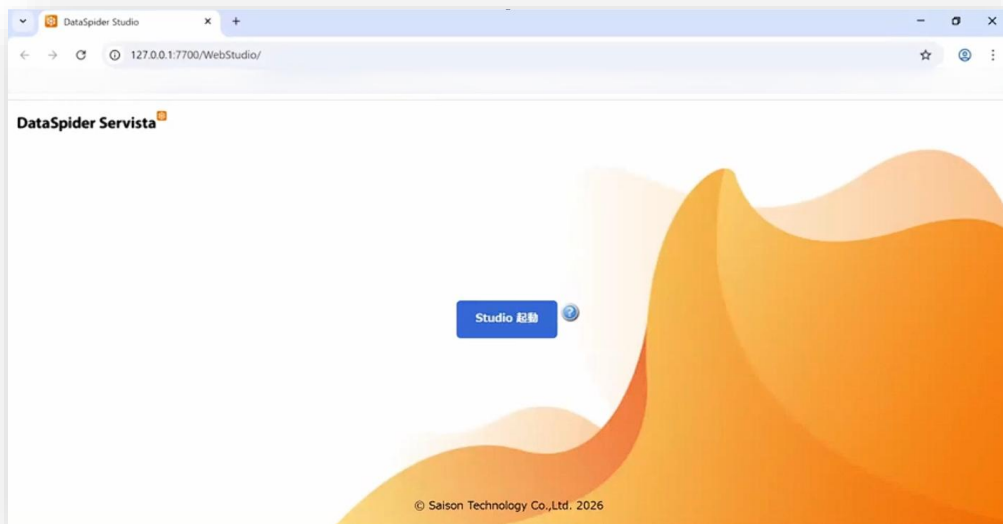 DataSpider Studio
127.0.0.1:7700/WebStudio/
DataSpider Servista
Studio 起動
?
© Saison Technology Co.,Ltd. 2026